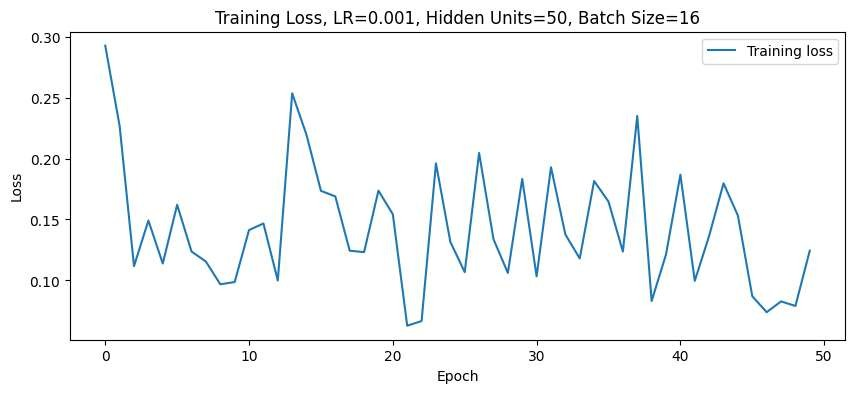 Training Loss, LR=0.001, Hidden Units=50, Batch Size=16
Training loss
0.30
0.25
0.20
0.15
0.10
Loss
0
10
20
30
40
50
Epoch